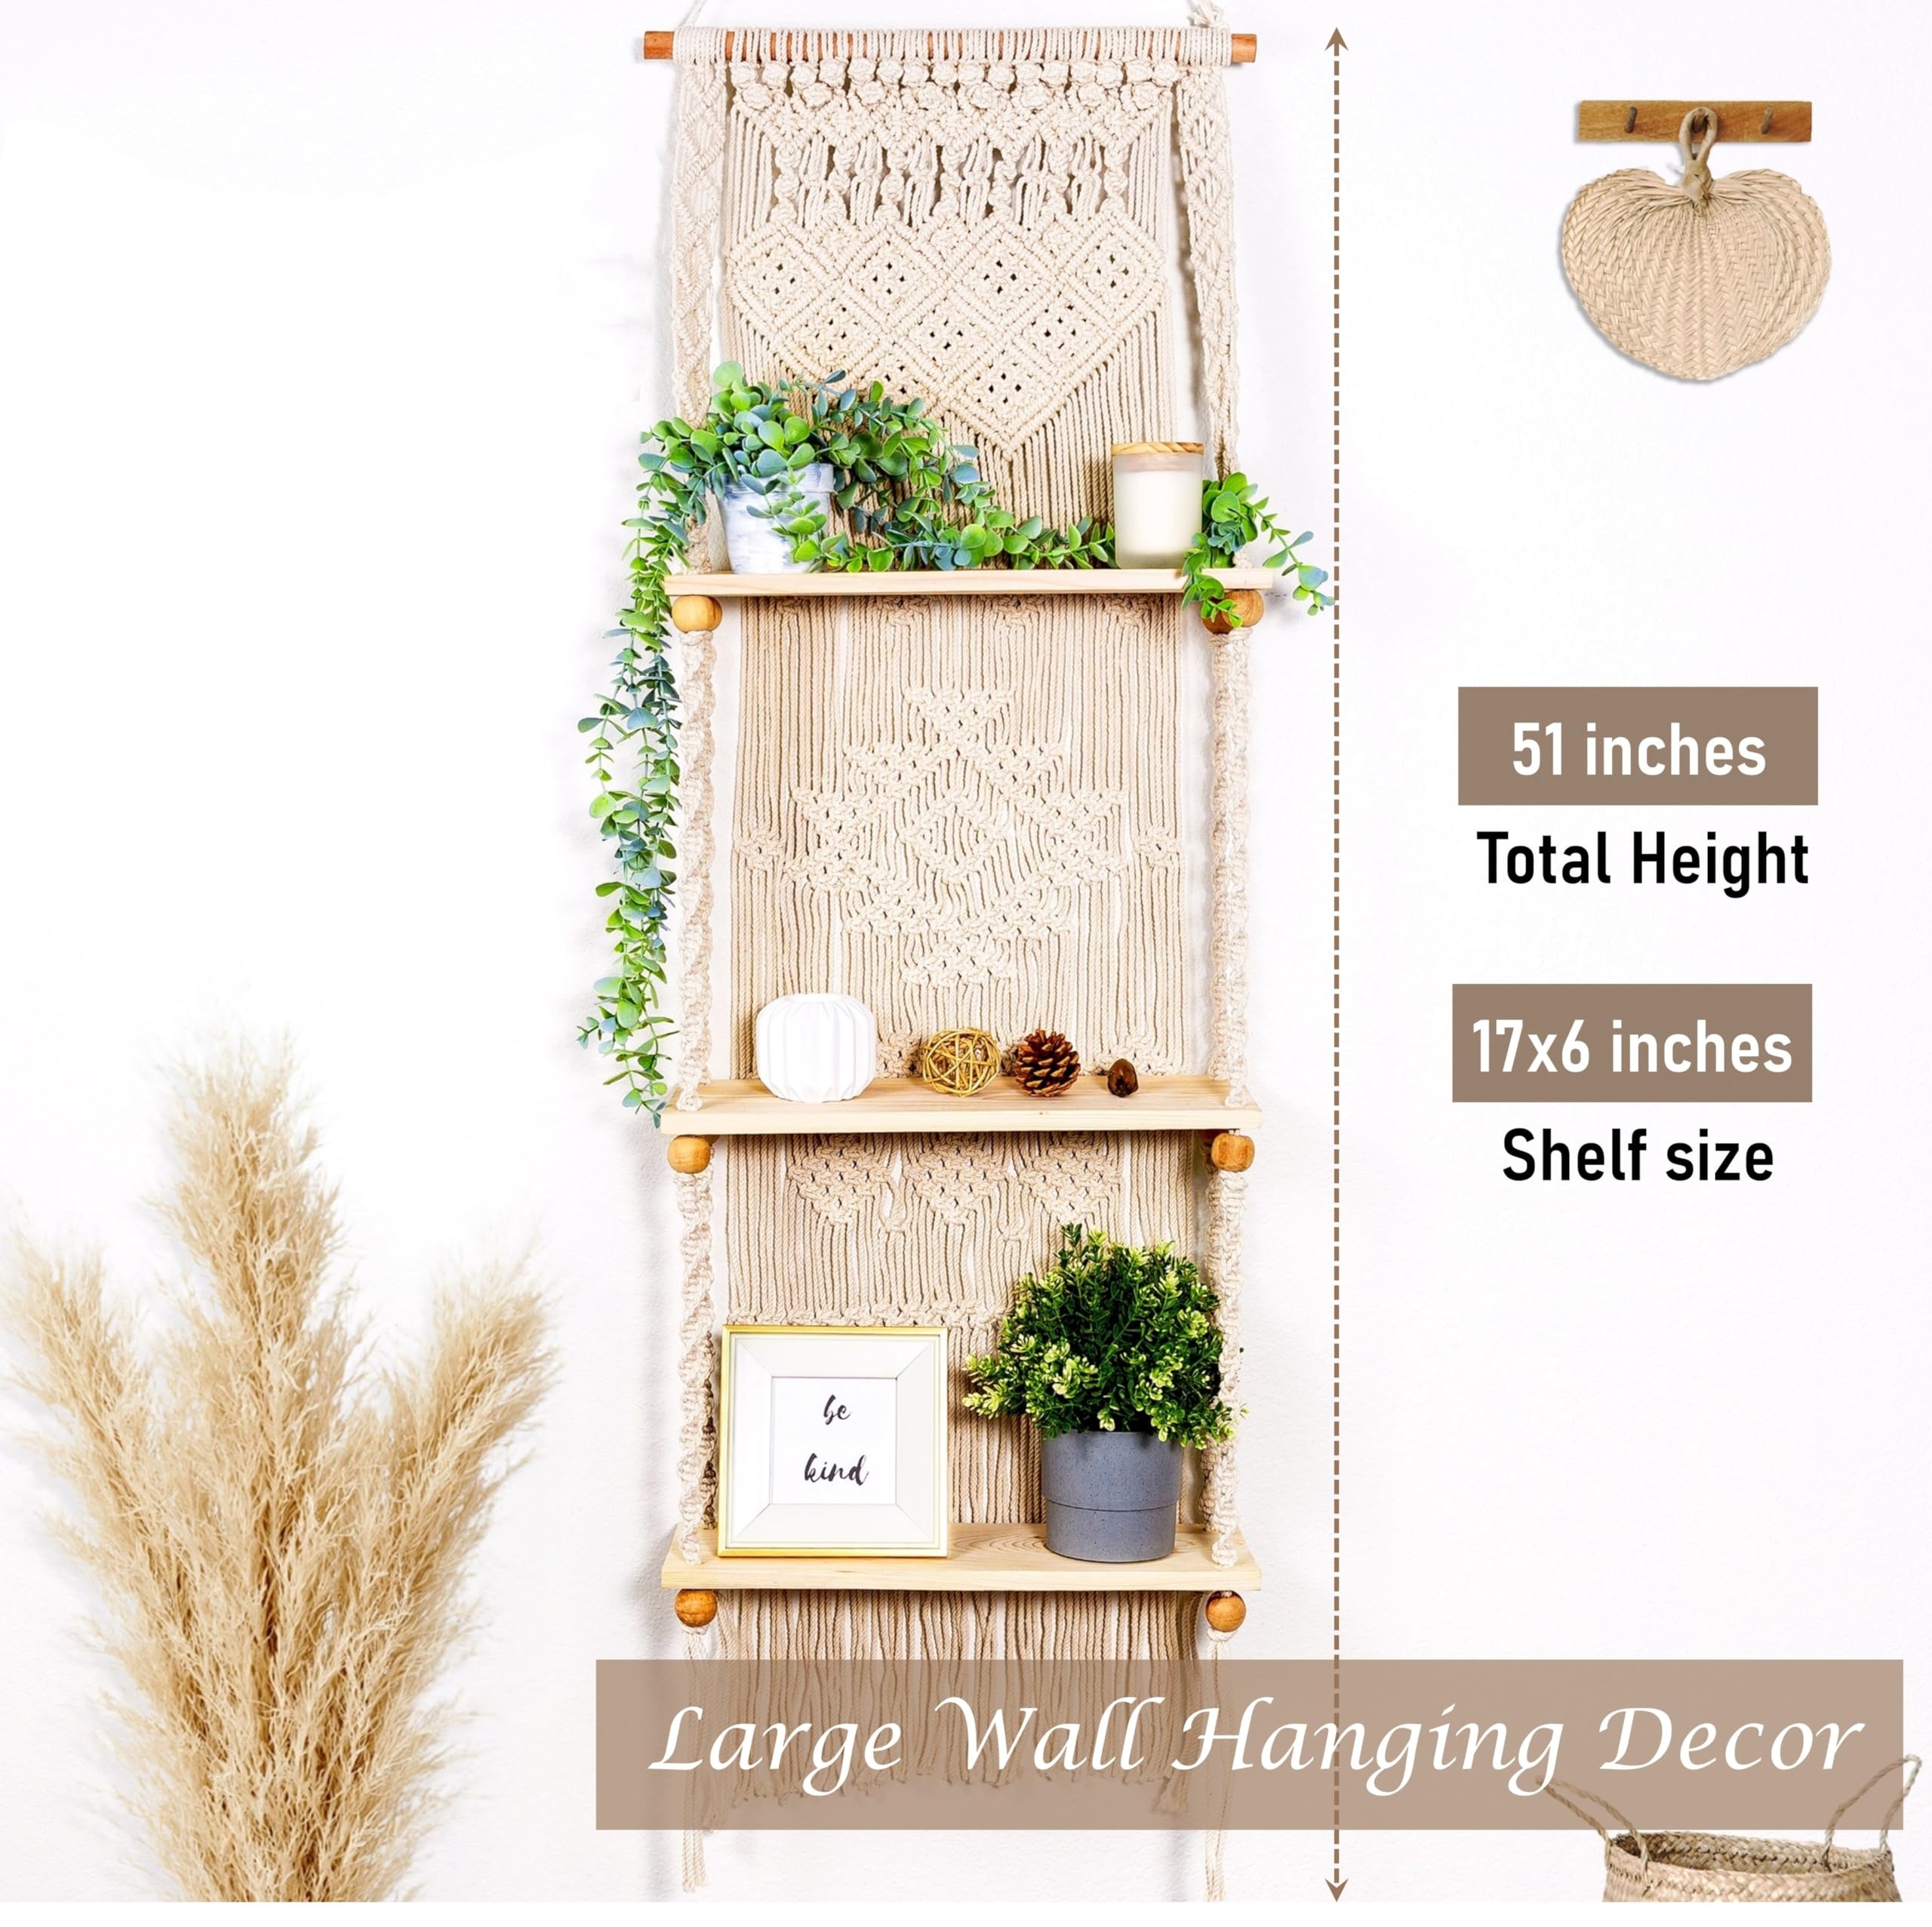 51 inches
Total Height
17x6 inches
Shelf size
be
kind
Large Wall Hanging Decor